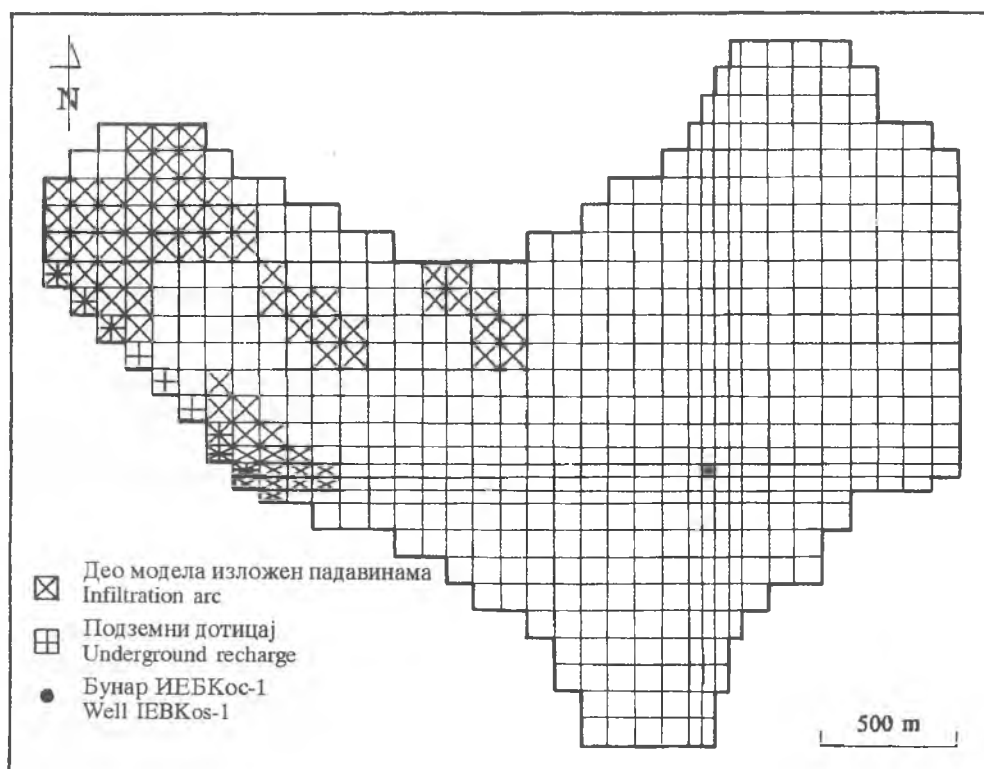 N
Део модела изложен падавинама
Infiltration arc
Подземни дотицај
Underground recharge
Бунар ИЕБКос-1
Well IEBKos-1
500 m